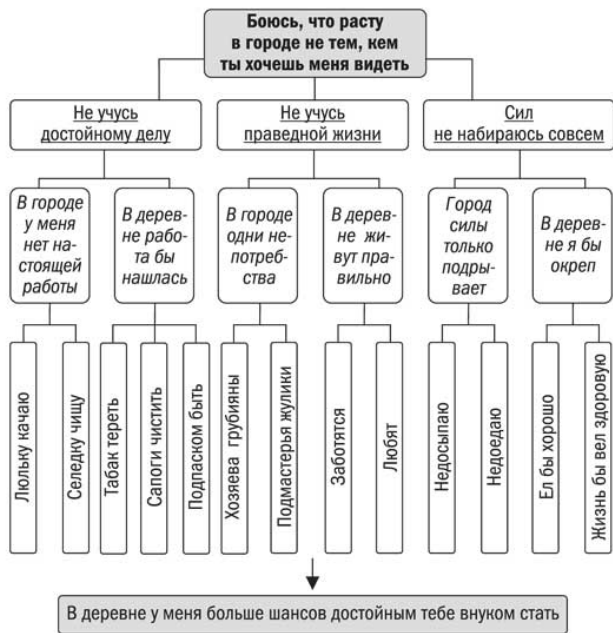 Боюсь, что расту
в городе не тем, кем
ты хочешь меня видеть
Не учусь
достойному делу
Не учусь
праведной жизни
Сил
не набираюсь совсем
В городе
у меня
нет на-
стоящей
работы
В дерев-
не рабо-
та бы
нашлась
В городе
одни не-
потреб-
ства
В дерев-
не жи-
вут пра-
вильно
Город
силы
только
подры-
вает
В дерев-
не я бы
окреп
Люльку качаю
Селедку чищу
Табак тереть
Сапоги чистить
Подпаском быть
Хозяева грубияны
Подмастерья жулики
Заботятся
Любят
Недосыпаю
Недоедаю
Ел бы хорошо
Жизнь бы вел здоровую
В деревне у меня больше шансов достойным тебе внуком стать